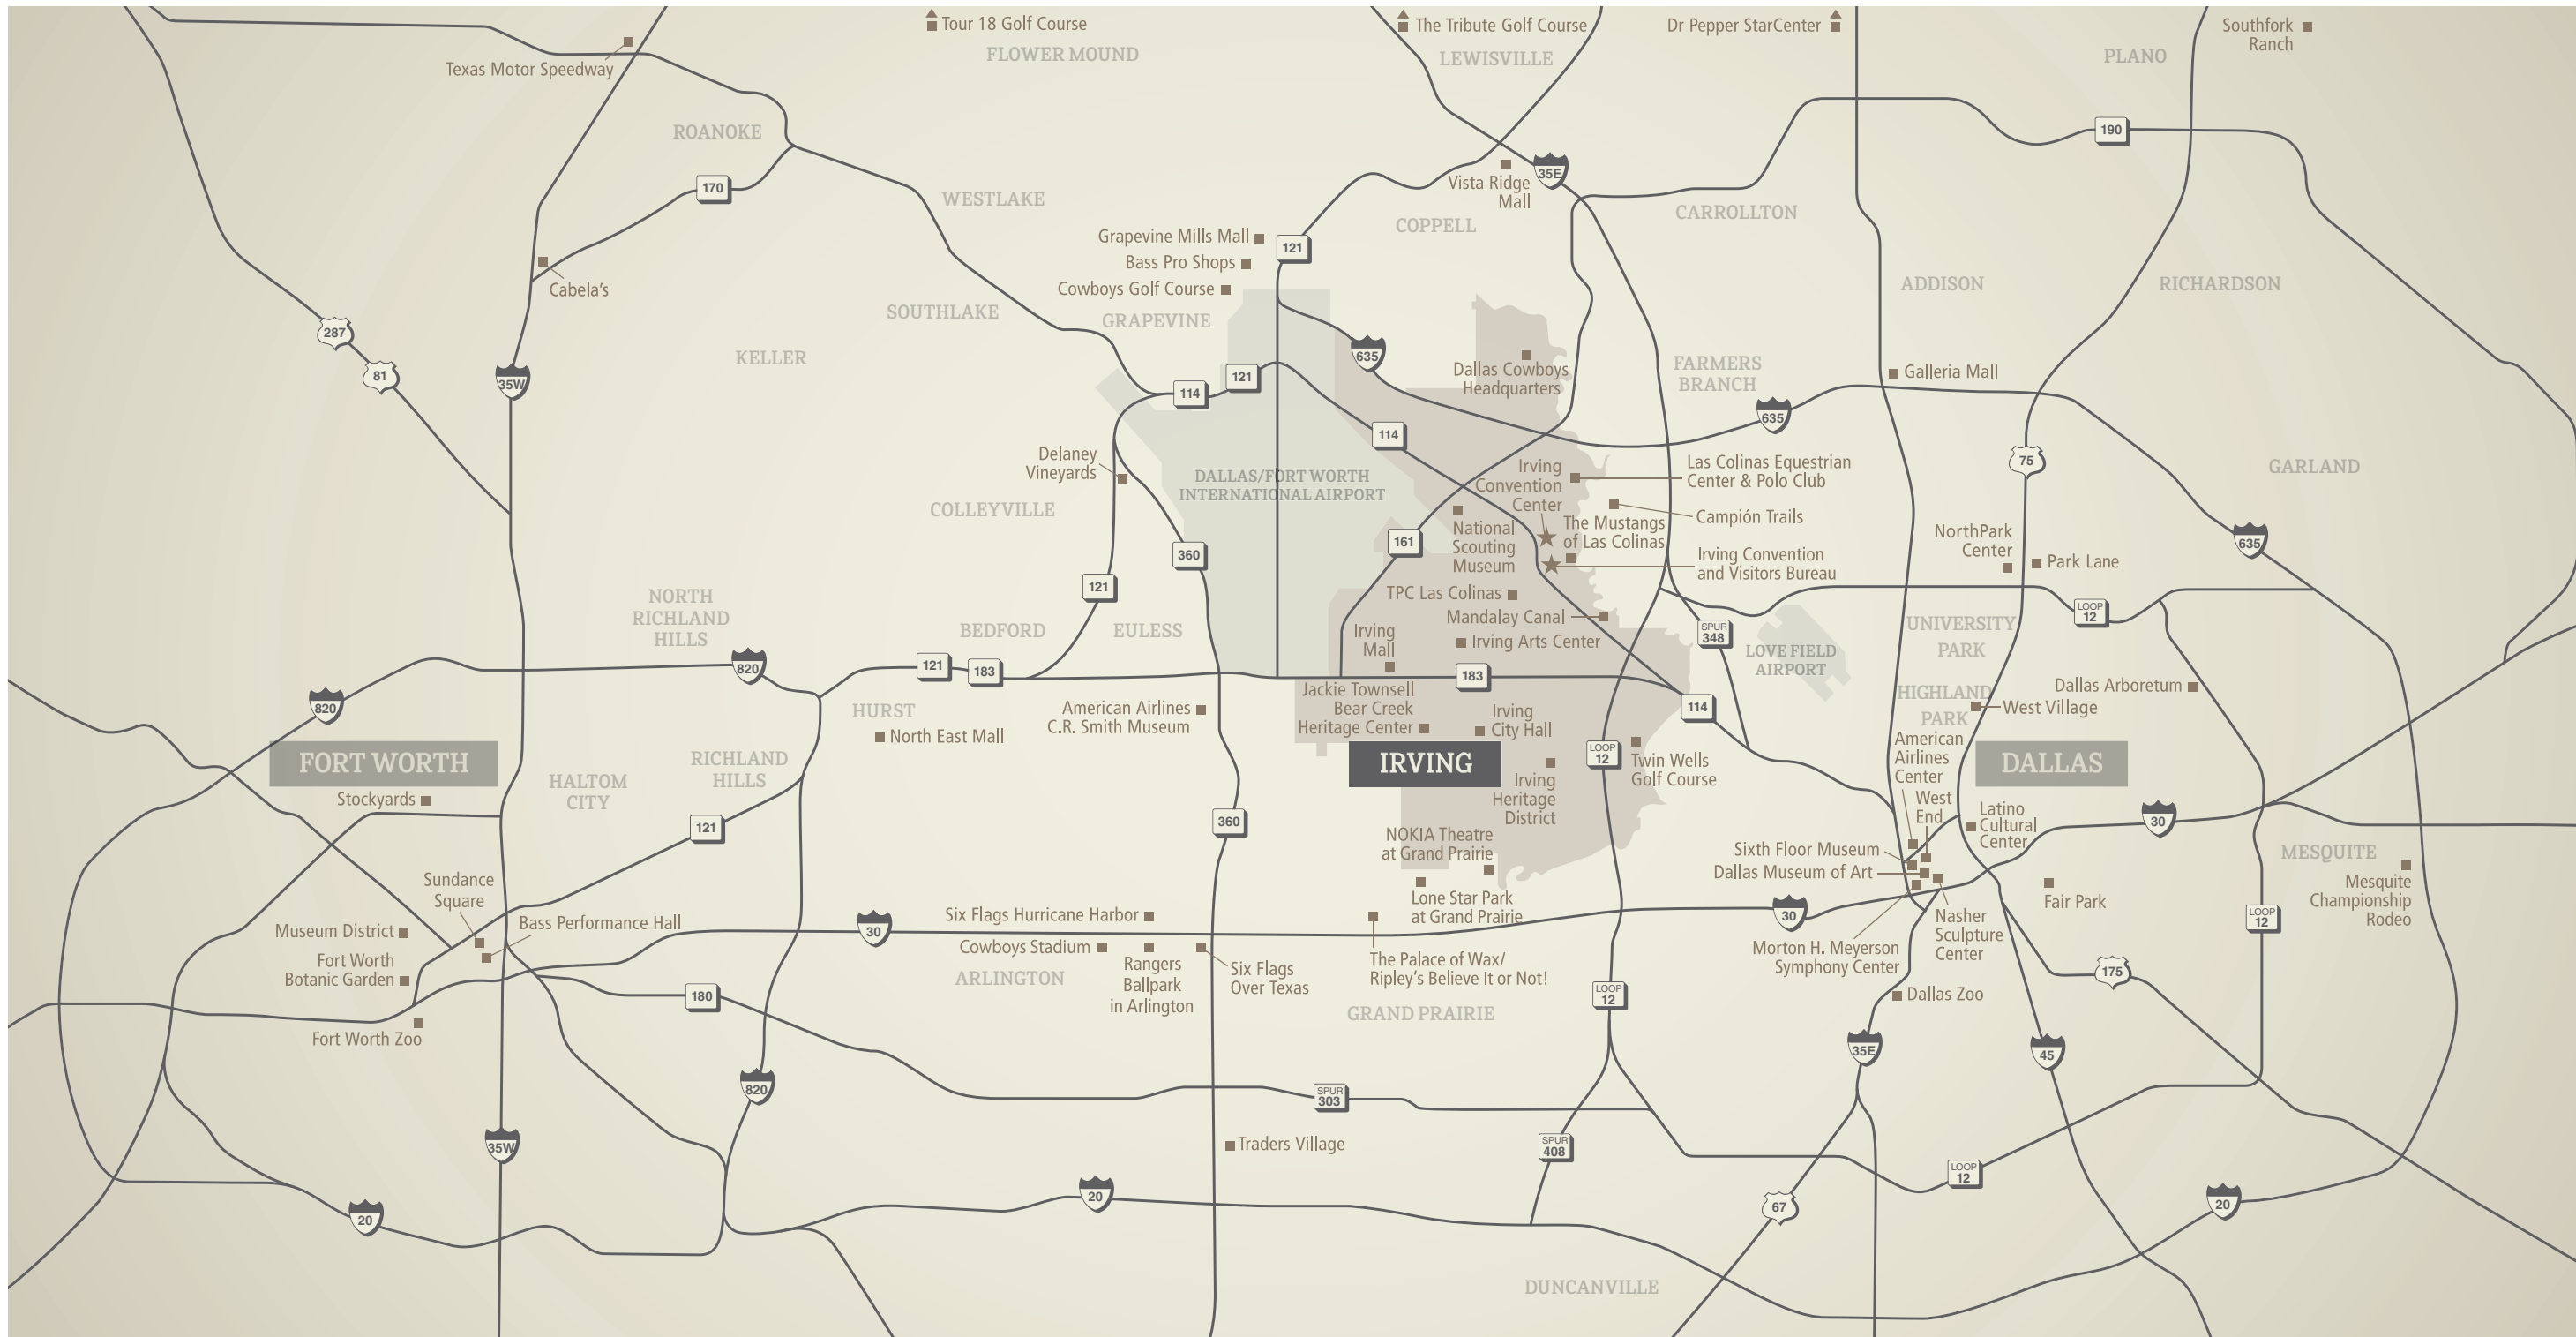 Tour 18 Golf Course
The Tribute Golf Course
Dr Pepper StarCenter
Southfork
Ranch
FLOWER MOUND
LEWISVILLE
PLANO
Texas Motor Speedway
ROANOKE
190
170
35E
Vista Ridge
Mall
WESTLAKE
COPPELL
CARROLLTON
Grapevine Mills Mall
121
Bass Pro Shops
Cowboys Golf Course
Cabela's
ADDISON
RICHARDSON
SOUTHLAKE
GRAPEVINE
287
81
35W
KELLER
635
Dallas Cowboys
Headquarters
FARMERS
BRANCH
Galleria Mall
121
114
635
114
Delaney
Vineyards
DALLAS/FORT WORTH
INTERNATIONAL AIRPORT
Irving
Convention
Center
Las Colinas Equestrian
Center & Polo Club
75
GARLAND
COLLEYVILLE
National
Scouting
Museum
The Mustangs
of Las Colinas
Campión Trails
NorthPark
Center
Park Lane
161
360
635
Irving Convention
and Visitors Bureau
121
TPC Las Colinas
Mandalay Canal
NORTH
RICHLAND
HILLS
BEDFORD
EULESS
Irving
Mall
Irving Arts Center
SPUR
348
LOVE FIELD
AIRPORT
UNIVERSITY
PARK
LOOP
12
820
121
183
183
820
Jackie Townsell
Bear Creek
Heritage Center
Irving
City Hall
114
HIGHLAND
PARK
Dallas Arboretum
West Village
American Airlines
C.R. Smith Museum
HURST
North East Mall
FORT WORTH
RICHLAND
HILLS
HALTOM
CITY
IRVING
LOOP
12
Twin Wells
Golf Course
American
Airlines
Center
DALLAS
Stockyards
Irving
Heritage
District
West
End
Latino
Cultural
Center
30
121
360
NOKIA Theatre
at Grand Prairie
Sixth Floor Museum
Dallas Museum of Art
MESQUITE
Mesquite
Championship
Rodeo
Sundance
Square
Lone Star Park
at Grand Prairie
Fair Park
Museum District
Bass Performance Hall
30
Six Flags Hurricane Harbor
30
Nasher
Sculpture
Center
LOOP
12
Fort Worth
Botanic Garden
Cowboys Stadium
Rangers
Ballpark
in Arlington
Six Flags
Over Texas
The Palace of Wax/
Ripley's Believe It or Not!
Morton H. Meyerson
Symphony Center
175
ARLINGTON
180
LOOP
12
Dallas Zoo
GRAND PRAIRIE
Fort Worth Zoo
35E
45
820
SPUR
303
35W
Traders Village
SPUR
408
LOOP
12
20
20
67
20
DUNCANVILLE